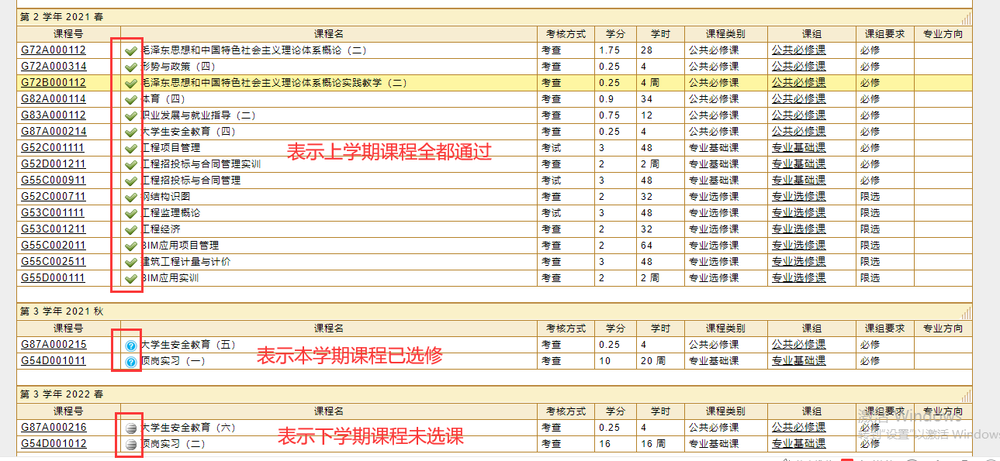 第 2 学年 2021 春
课程号 课程名 考核方式 学分 学时 课程类别 课组 课组要求 专业方向
G72A000112 毛泽东思想和中国特色社会主义理论体系概论（二） 考查 1.75 28 公共必修课 公共必修课 必修
G72A000314 形势与政策（四） 考查 0.25 4 公共必修课 公共必修课 必修
G72B000112 毛泽东思想和中国特色社会主义理论体系概论实践教学（二） 考查 0.25 4 周 公共必修课 公共必修课 必修
G82A000114 体育（四） 考查 0.9 34 公共必修课 公共必修课 必修
G83A000112 职业发展与就业指导（二） 考查 0.75 12 公共必修课 公共必修课 必修
G87A000214 大学生安全教育（四） 考查 0.25 4 公共必修课 公共必修课 必修
G52C001111 工程项目管理 考试 3 48 专业基础课 专业基础课 必修
表示上学期课程全都通过
G52D001211 工程招投标与合同管理实训 考查 2 2 周 专业基础课 专业基础课 必修
G55C000911 工程招投标与合同管理 考试 3 48 专业基础课 专业基础课 必修
G52C000711 钢结构识图 考查 2 32 专业选修课 专业选修课 限选
G53C001111 工程监理概论 考试 3 48 专业选修课 专业选修课 限选
G53C001211 工程经济 考查 2 32 专业选修课 专业选修课 限选
G55C002011 BIM应用项目管理 考查 2 64 专业选修课 专业选修课 限选
G55C002511 建筑工程计量与计价 考查 3 48 专业选修课 专业选修课 限选
G55D000111 BIM应用实训 考查 2 2 周 专业选修课 专业选修课 限选
第 3 学年 2021 秋
课程号 课程名 考核方式 学分 学时 课程类别 课组 课组要求 专业方向
G87A000215 大学生安全教育（五） 考查 0.25 4 公共必修课 公共必修课 必修
表示本学期课程已选修
G54D001011 顶岗实习（一） 考查 10 20 周 专业基础课 专业基础课 必修
第 3 学年 2022 春
课程号 课程名 考核方式 学分 学时 课程类别 课组 课组要求 专业方向
激活 Windows
G87A000216 大学生安全教育（六） 考查 0.25 4 公共必修课 公共必修课 必修
表示下学期课程未选课
转到"设置"以激活 Windows
G54D001012 顶岗实习（二） 考查 16 16 周 专业基础课 专业基础课 必修